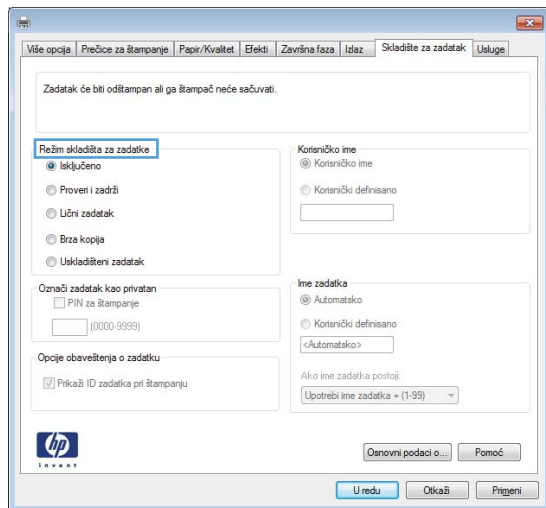 Više opcija Prečice za štampanje Papir/Kvalitet Efekti Završna faza Izlaz Skladište za zadatak Usluge
Zadatak će biti odštampan ali ga štampač neće sačuvati.
Režim skladišta za zadatke
Isključeno
Proveri i zadrži
Lični zadatak
Brza kopija
Uskladišteni zadatak
Korisničko ime
Korisničko ime
Korisnički definisano
Označi zadatak kao privatan
PIN za štampanje
(0000-9999)
Ime zadatka
Automatsko
Korisnički definisano
<Automatsko>
Opcije obaveštenja o zadatku
Prikaži ID zadatka pri štampanju
Ako ime zadatka postoji:
Upotrebi ime zadatka + (1-99)
hp
invent
Osnovni podaci o... Pomoć
U redu Otkaži Primeni